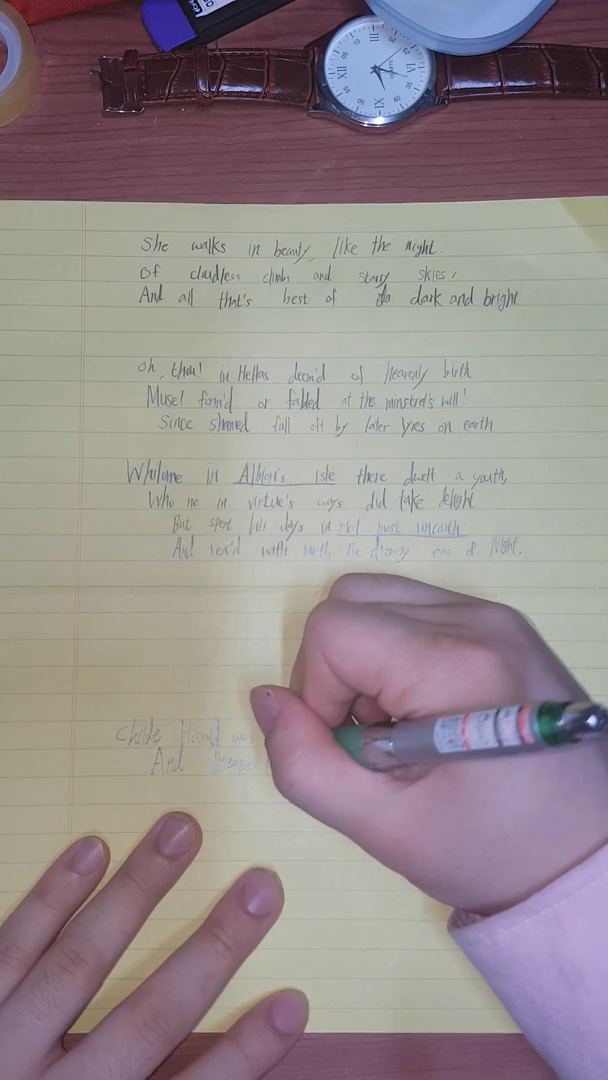 She walks in beauty, like the night.
Of cloudless climbs and starry skies,
And all that's best of dark and bright
Oh, thou! in Hellas deem'd of Heavenly birth
Muse! form'd or fabled at the minstrel's will!
Since shamed full oft by later lyres on earth
Whilome in Albion's isle there dwelt a youth,
Who ne in virtue's ways did take delight
But spent his days in riot most uncouth
And vex'd with mirth the drowsy ear of Night.
Childe Harold was
And